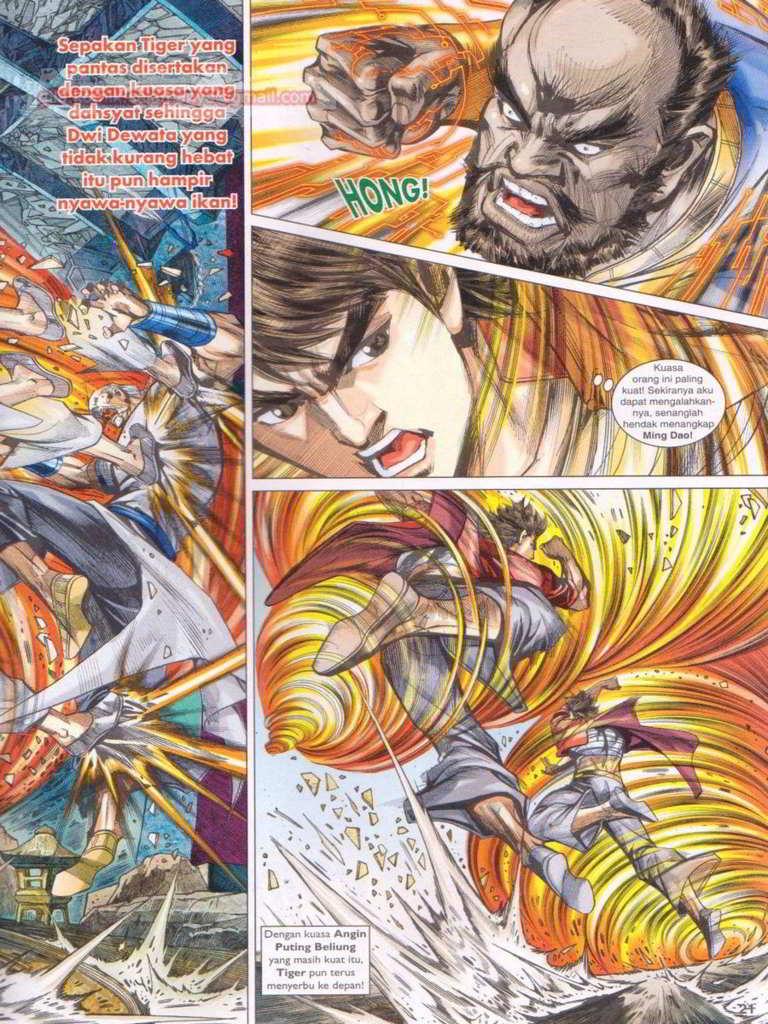 Sepakan Tiger yang
pantas disertakan
dengan kuasa yang
dahsyat sehingga
Dwi Dewata yang
tidak kurang hebat
itu pun hampir
nyawa-nyawa ikan!
HONG!
Kuasa
orang ini paling
kuat! Sekiranya aku
dapat mengalahkan-
nya, senanglah
hendak menangkap
Ming Dao!
Dengan kuasa Angin
Puting Beliung
yang masih kuat itu,
Tiger pun terus
menyerbu ke depan!
21